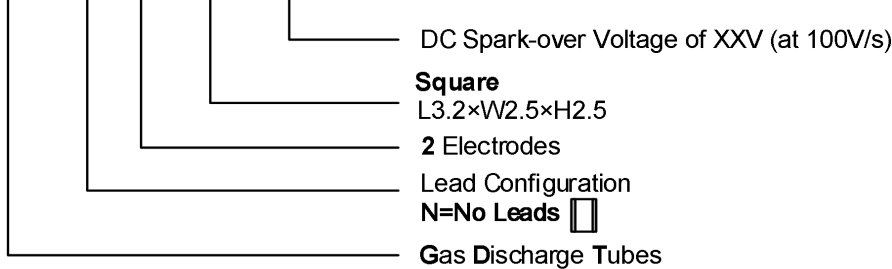 DC Spark-over Voltage of XXV (at 100V/s)
Square
L3.2×W2.5×H2.5
2 Electrodes
Lead Configuration
N=No Leads
Gas Discharge Tubes